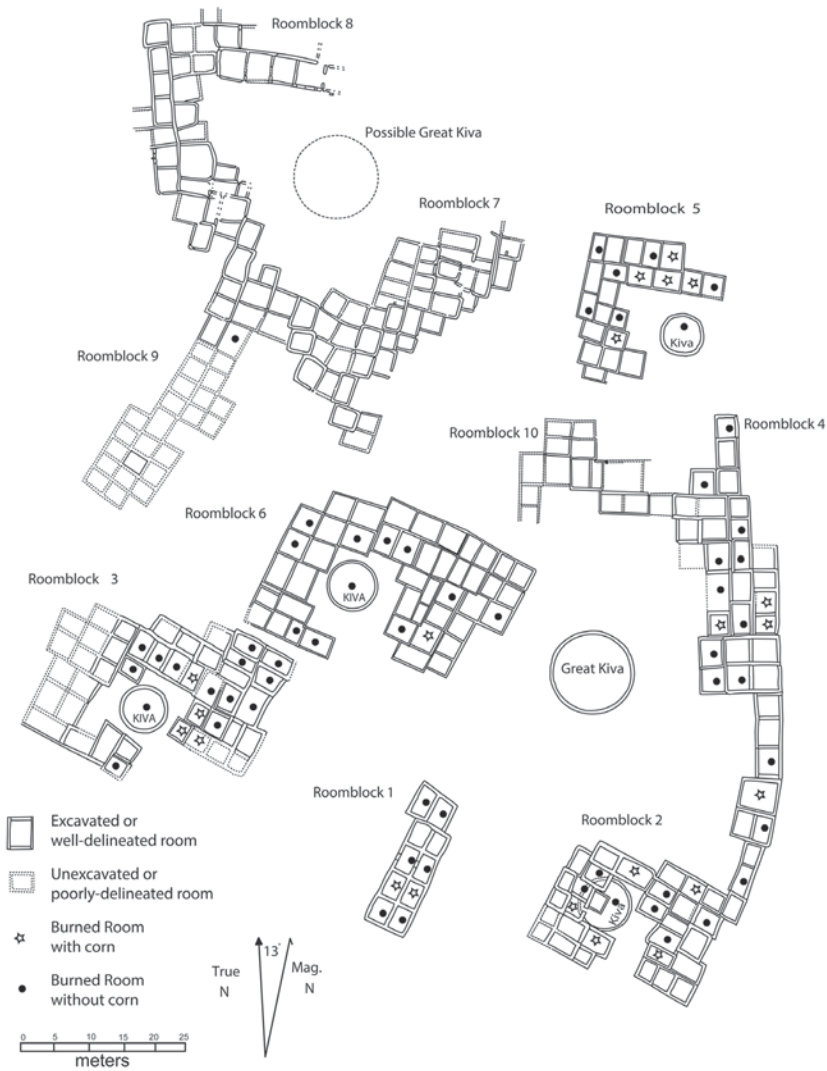 Roomblock 8
Possible Great Kiva
Roomblock 7
Roomblock 5
Kiva
Roomblock 9
Roomblock 10
Roomblock 4
Roomblock 6
KIVA
Roomblock 3
KIVA
Great Kiva
Roomblock 1
Roomblock 2
Kiva
Excavated or
well-delineated room
Unexcavated or
poorly-delineated room
Burned Room
with corn
Burned Room
without corn
True
N
13°
Mag.
N
0 5 10 15 20 25
meters